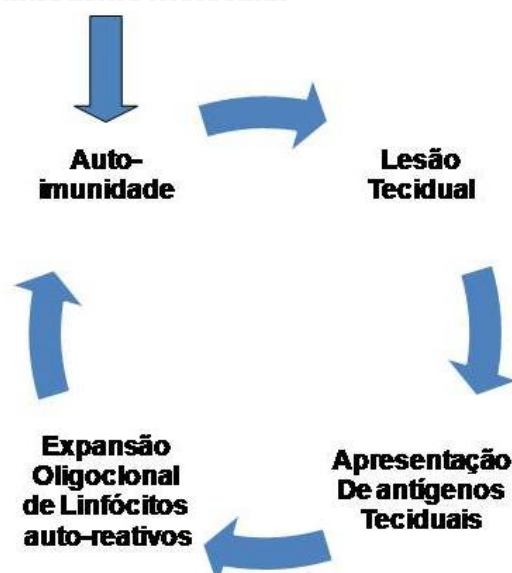 Auto-
imunidade
Lesão
Tecidual
Apresentação
De antígenos
Teciduais
Expansão
Oligoclonal
de Linfócitos
auto-reativos